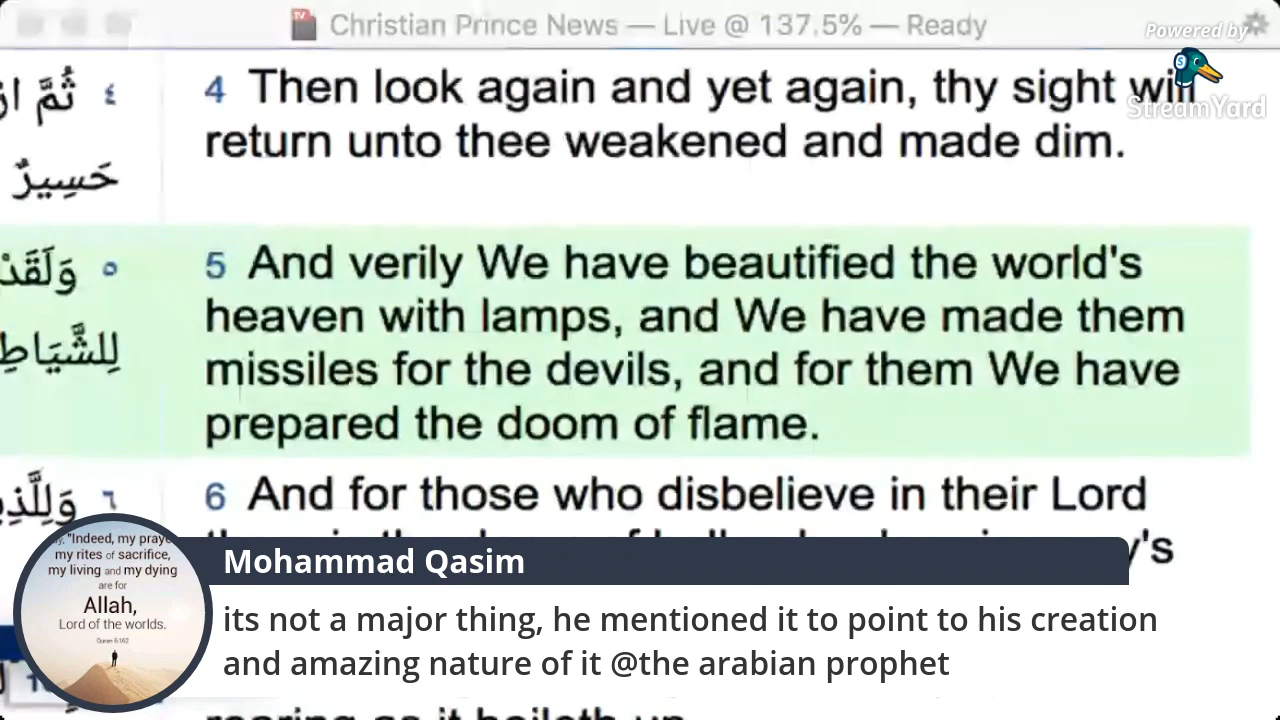 Christian Prince News — Live @ 137.5% — Ready
Powered by
StreamYard
ثُمَّ ٤
4 Then look again and yet again, thy sight will
return unto thee weakened and made dim.
حَسِيرٌ
وَلَقَدْ ٥
5 And verily We have beautified the world's
heaven with lamps, and We have made them
missiles for the devils, and for them We have
prepared the doom of flame.
٦
6 And for those who disbelieve in their Lord
"Indeed, my prayer
my rites of sacrifice,
my living and my dying
are for
Allah,
Lord of the worlds.
Quran 6:162
Mohammad Qasim
its not a major thing, he mentioned it to point to his creation
and amazing nature of it @the arabian prophet